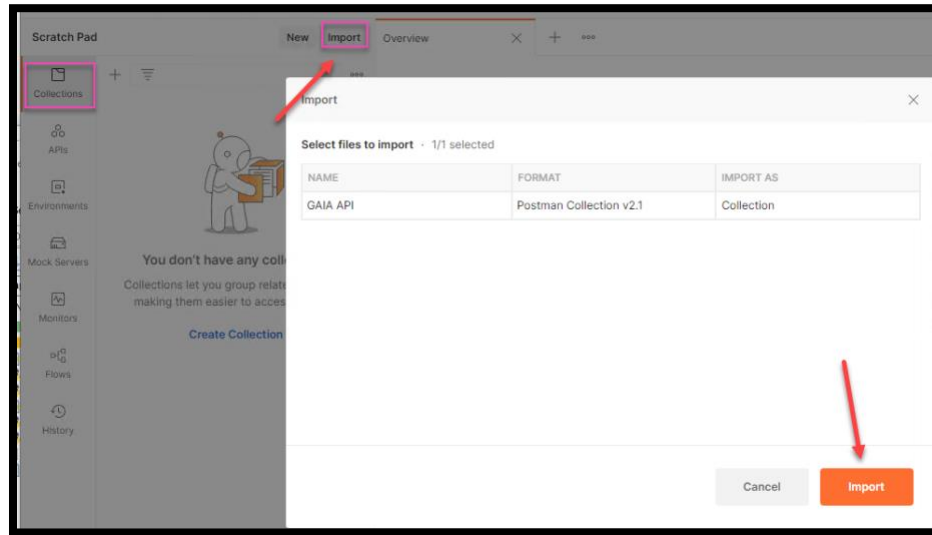 Scratch Pad
New
Import
Overview
Collections
APIs
Environments
Mock Servers
Monitors
Flows
History
You don't have any coll
Collections let you group relate
making them easier to acces
Create Collection
Import
Select files to import · 1/1 selected
NAME FORMAT IMPORT AS
GAIA API Postman Collection v2.1 Collection
Cancel Import